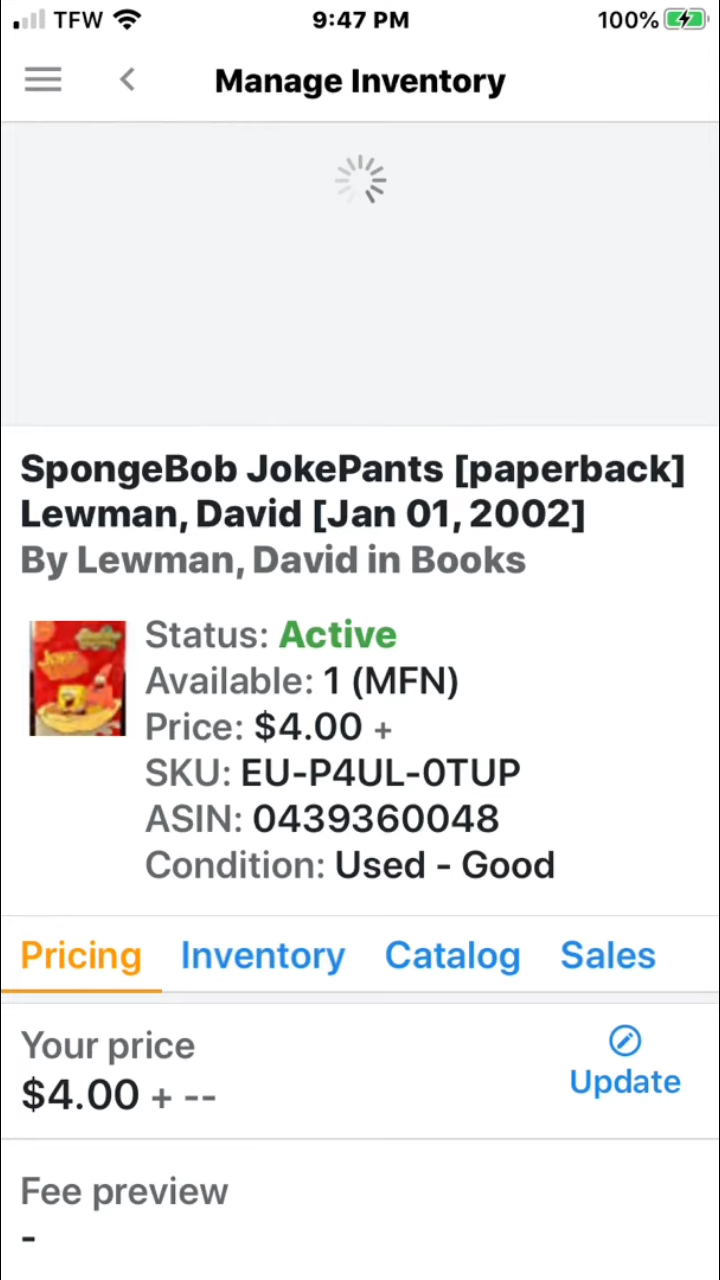 TFW 9:47 PM 100%
Manage Inventory
SpongeBob JokePants [paperback]
Lewman, David [Jan 01, 2002]
By Lewman, David in Books
Status: Active
Available: 1 (MFN)
Price: $4.00 +
SKU: EU-P4UL-0TUP
ASIN: 0439360048
Condition: Used - Good
Pricing Inventory Catalog Sales
Your price
$4.00 + --
Update
Fee preview
-